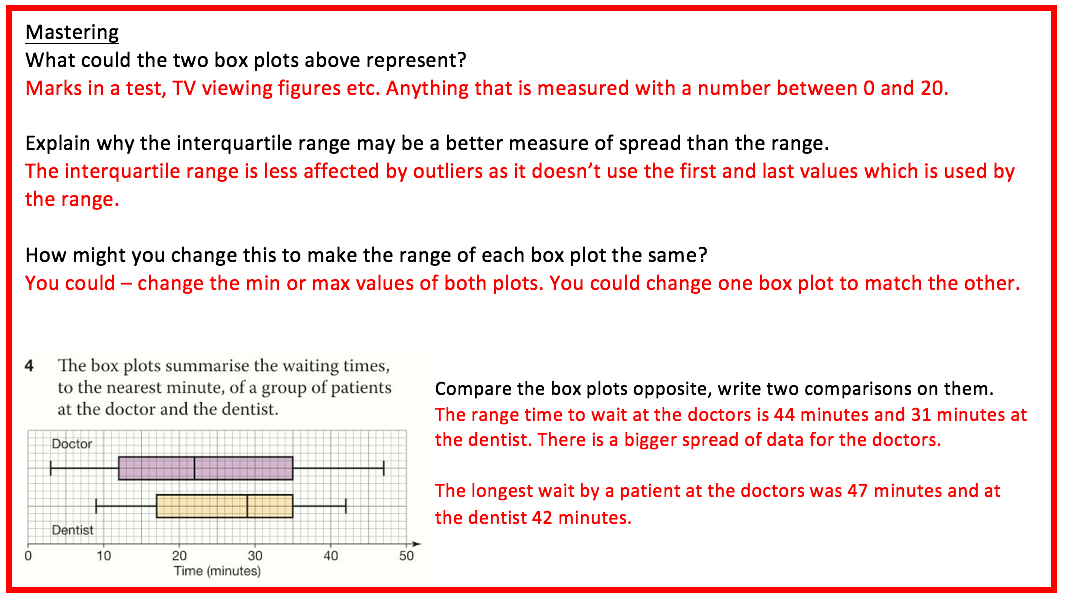 Mastering
What could the two box plots above represent?
Marks in a test, TV viewing figures etc. Anything that is measured with a number between 0 and 20.
Explain why the interquartile range may be a better measure of spread than the range.
The interquartile range is less affected by outliers as it doesn’t use the first and last values which is used by
the range.
How might you change this to make the range of each box plot the same?
You could – change the min or max values of both plots. You could change one box plot to match the other.
4 The box plots summarise the waiting times,
to the nearest minute, of a group of patients
at the doctor and the dentist.
Doctor
Dentist
0 10 20 30 40 50
Time (minutes)
Compare the box plots opposite, write two comparisons on them.
The range time to wait at the doctors is 44 minutes and 31 minutes at
the dentist. There is a bigger spread of data for the doctors.
The longest wait by a patient at the doctors was 47 minutes and at
the dentist 42 minutes.